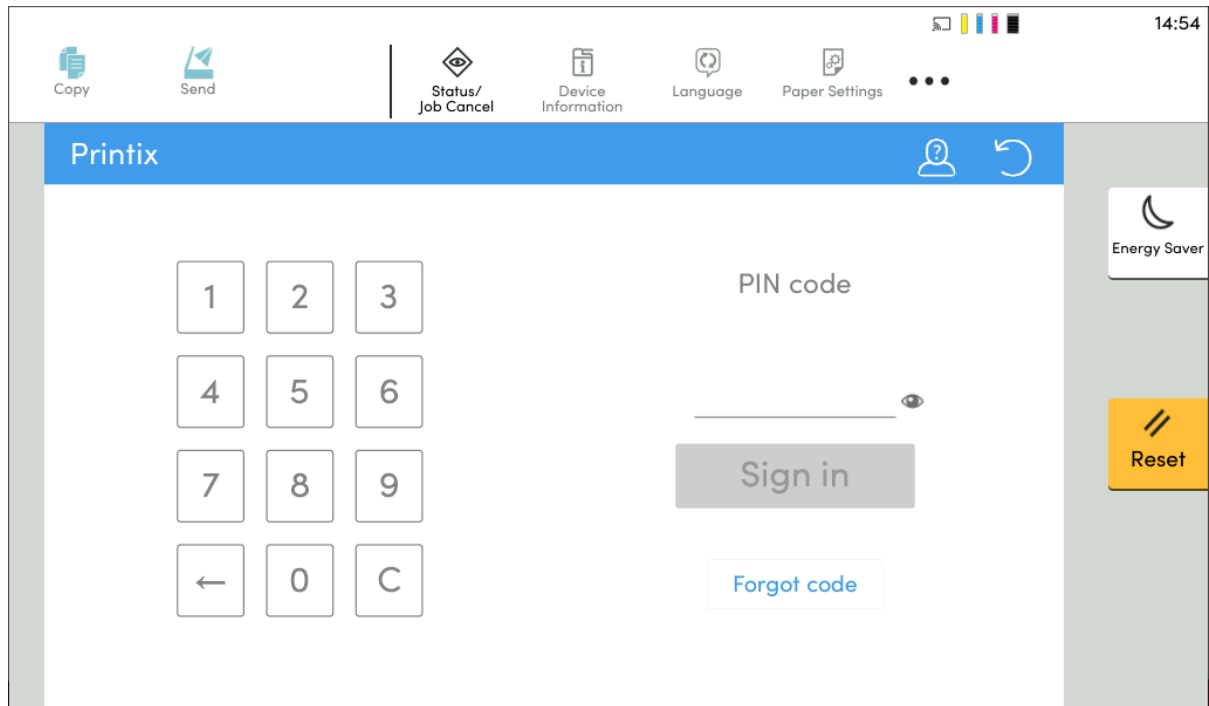 14:54
Copy
Send
Status/
Job Cancel
Device
Information
Language
Paper Settings
Printix
Energy Saver
1 2 3
PIN code
4 5 6
Reset
7 8 9
Sign in
← 0 C
Forgot code